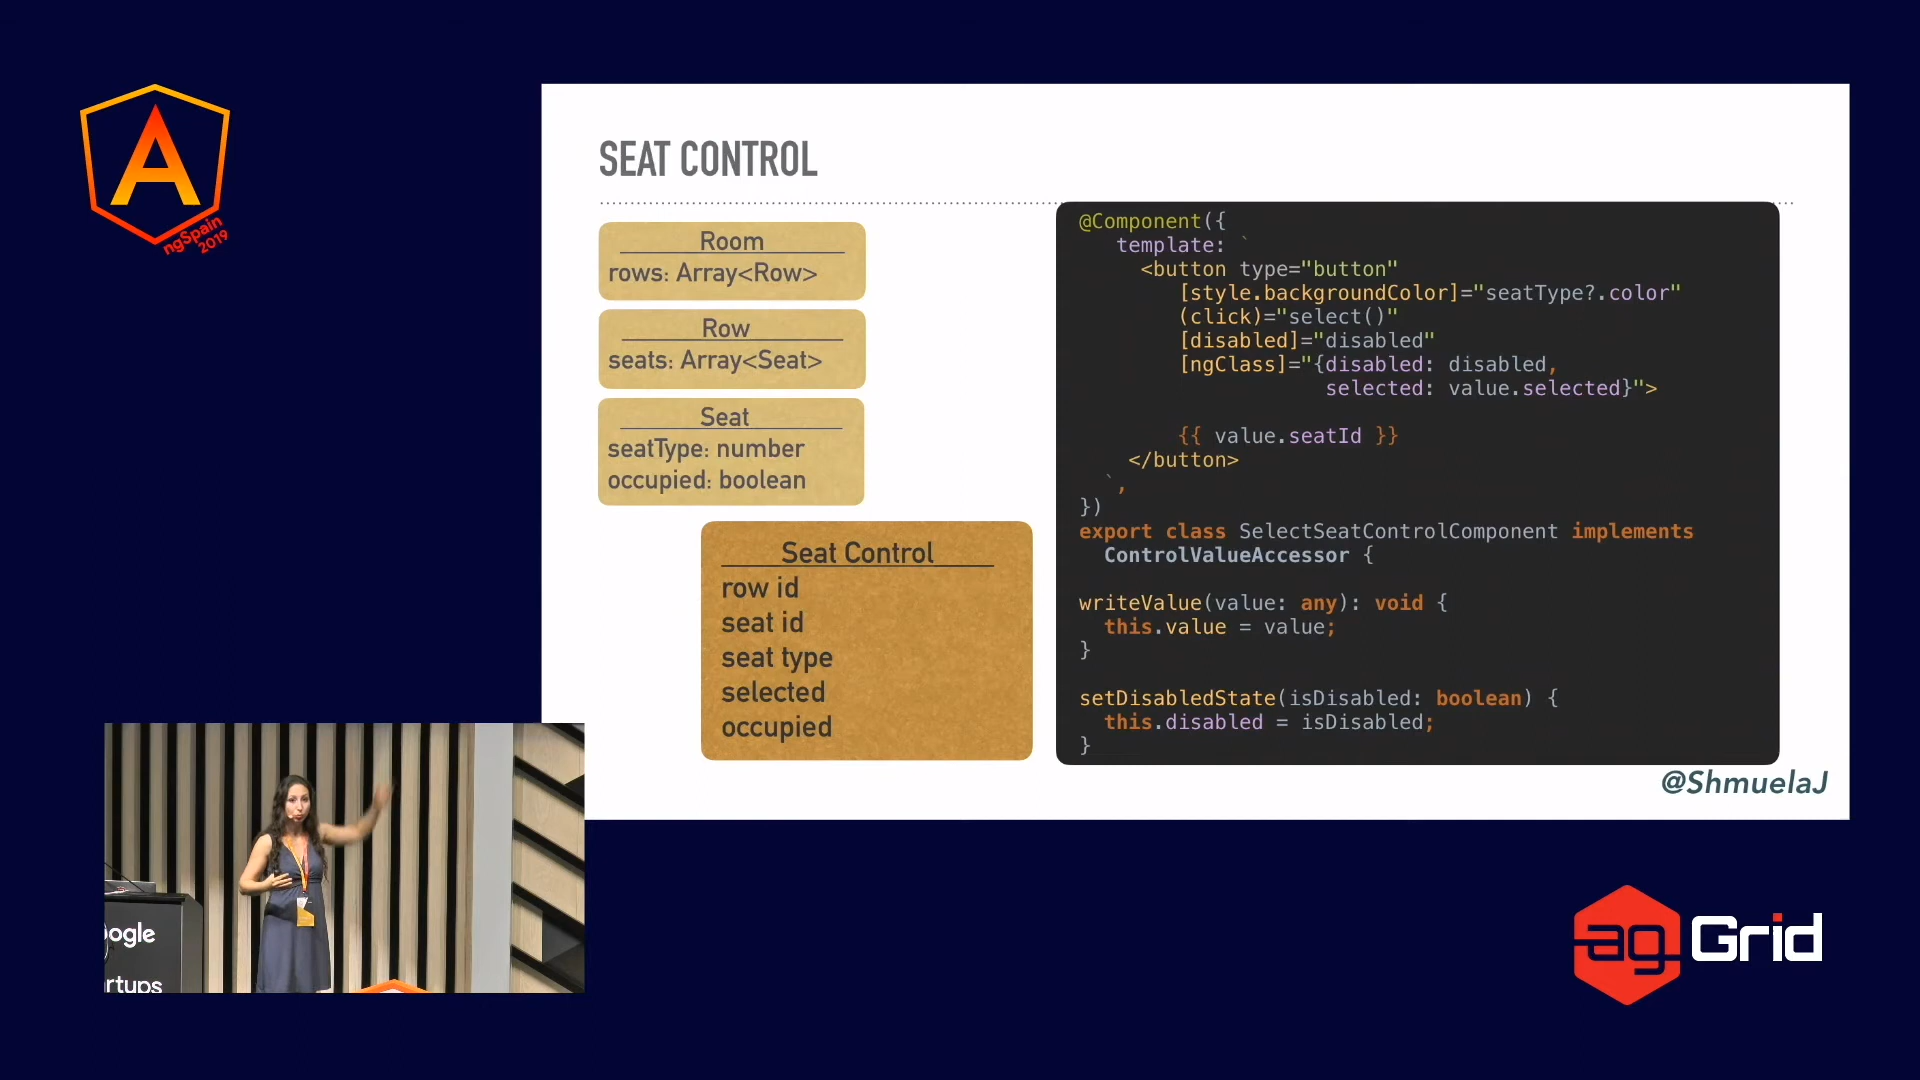 A
ngSpain
2019
SEAT CONTROL
Room
rows: Array<Row>
Row
seats: Array<Seat>
Seat
seatType: number
occupied: boolean
Seat Control
row id
seat id
seat type
selected
occupied
@Component({
template: `
<button type="button"
[style.backgroundColor]="seatType?.color"
(click)="select()"
[disabled]="disabled"
[ngClass]="{disabled: disabled,
selected: value.selected}">
{{ value.seatId }}
</button>
`,
})
export class SelectSeatControlComponent implements
ControlValueAccessor {
writeValue(value: any): void {
this.value = value;
}
setDisabledState(isDisabled: boolean) {
this.disabled = isDisabled;
}
@ShmuelaJ
ogle
rtups
ag Grid